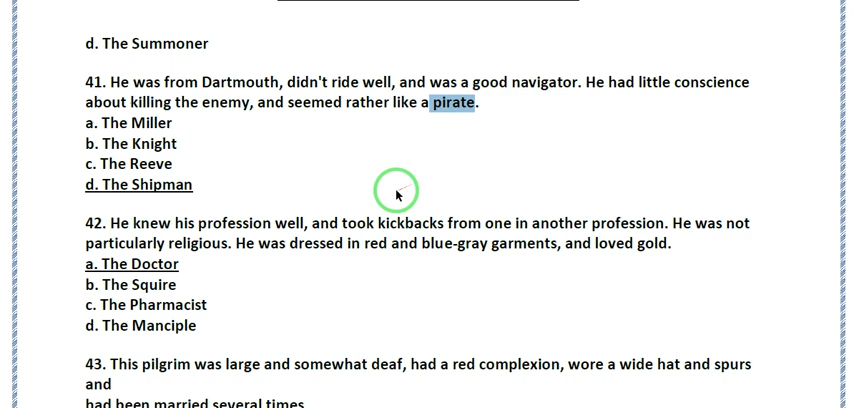 d. The Summoner
41. He was from Dartmouth, didn't ride well, and was a good navigator. He had little conscience
about killing the enemy, and seemed rather like a pirate.
a. The Miller
b. The Knight
c. The Reeve
d. The Shipman
42. He knew his profession well, and took kickbacks from one in another profession. He was not
particularly religious. He was dressed in red and blue-gray garments, and loved gold.
a. The Doctor
b. The Squire
c. The Pharmacist
d. The Manciple
43. This pilgrim was large and somewhat deaf, had a red complexion, wore a wide hat and spurs
and
had been married several times